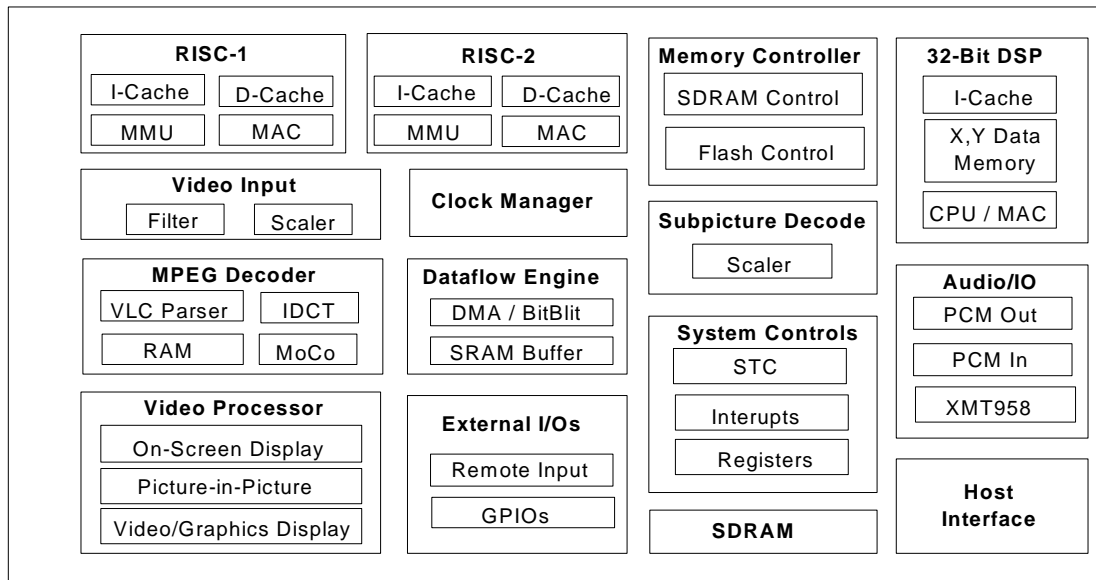 RISC-1
I-Cache
D-Cache
MMU
MAC
RISC-2
I-Cache
D-Cache
MMU
MAC
Memory Controller
SDRAM Control
Flash Control
32-Bit DSP
I-Cache
X,Y Data
Memory
CPU / MAC
Video Input
Filter
Scaler
Clock Manager
Subpicture Decode
Scaler
MPEG Decoder
VLC Parser
IDCT
RAM
MoCo
Dataflow Engine
DMA / BitBlit
SRAM Buffer
System Controls
STC
Interupts
Registers
Audio/IO
PCM Out
PCM In
XMT958
Video Processor
On-Screen Display
Picture-in-Picture
Video/Graphics Display
External I/Os
Remote Input
GPIOs
SDRAM
Host
Interface